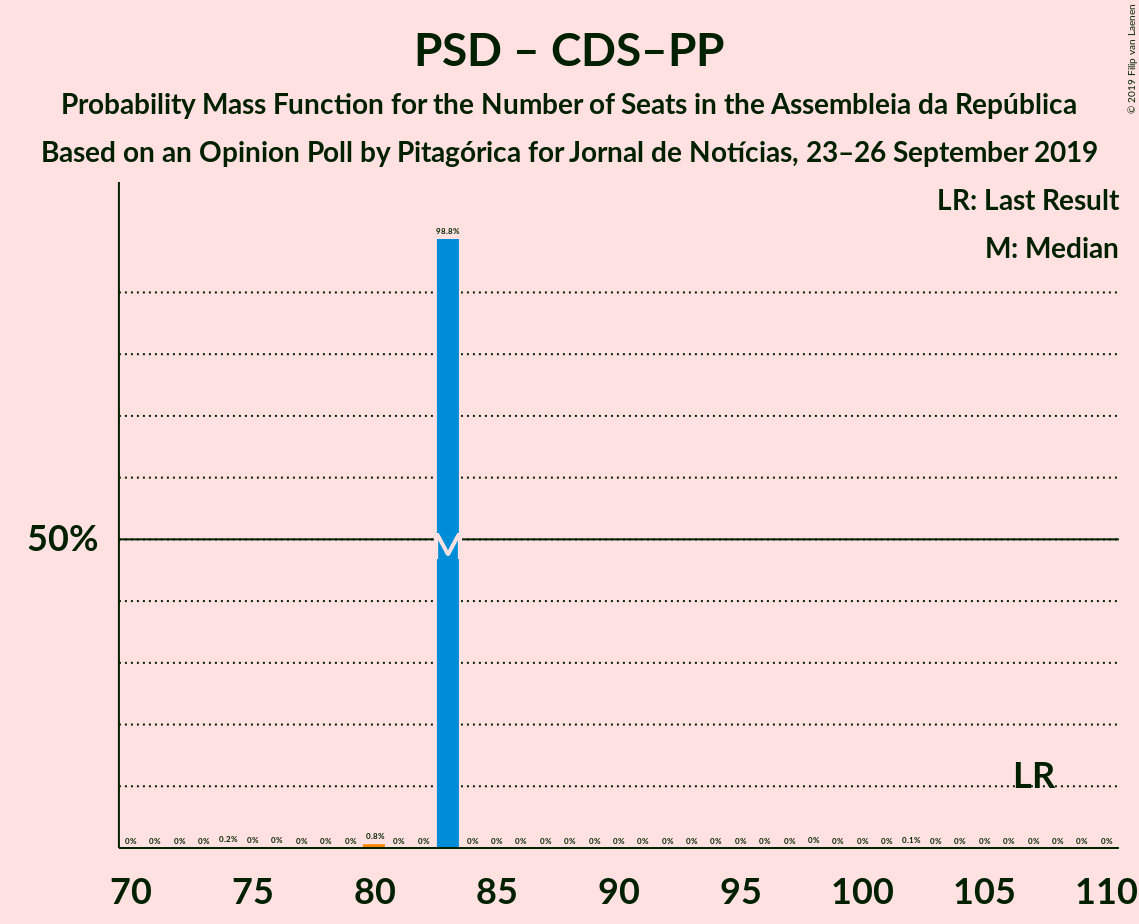 © 2019 Filip van Laenen
PSD – CDS–PP
Probability Mass Function for the Number of Seats in the Assembleia da República
Based on an Opinion Poll by Pitagórica for Jornal de Notícias, 23–26 September 2019
LR: Last Result
M: Median
98.8%
50%
M
LR
0% 0% 0% 0% 0.2% 0% 0% 0% 0% 0% 0.8% 0% 0% 0% 0% 0% 0% 0% 0% 0% 0% 0% 0% 0% 0% 0% 0% 0% 0% 0% 0% 0.1% 0% 0% 0% 0% 0% 0% 0% 0%
70 75 80 85 90 95 100 105 110